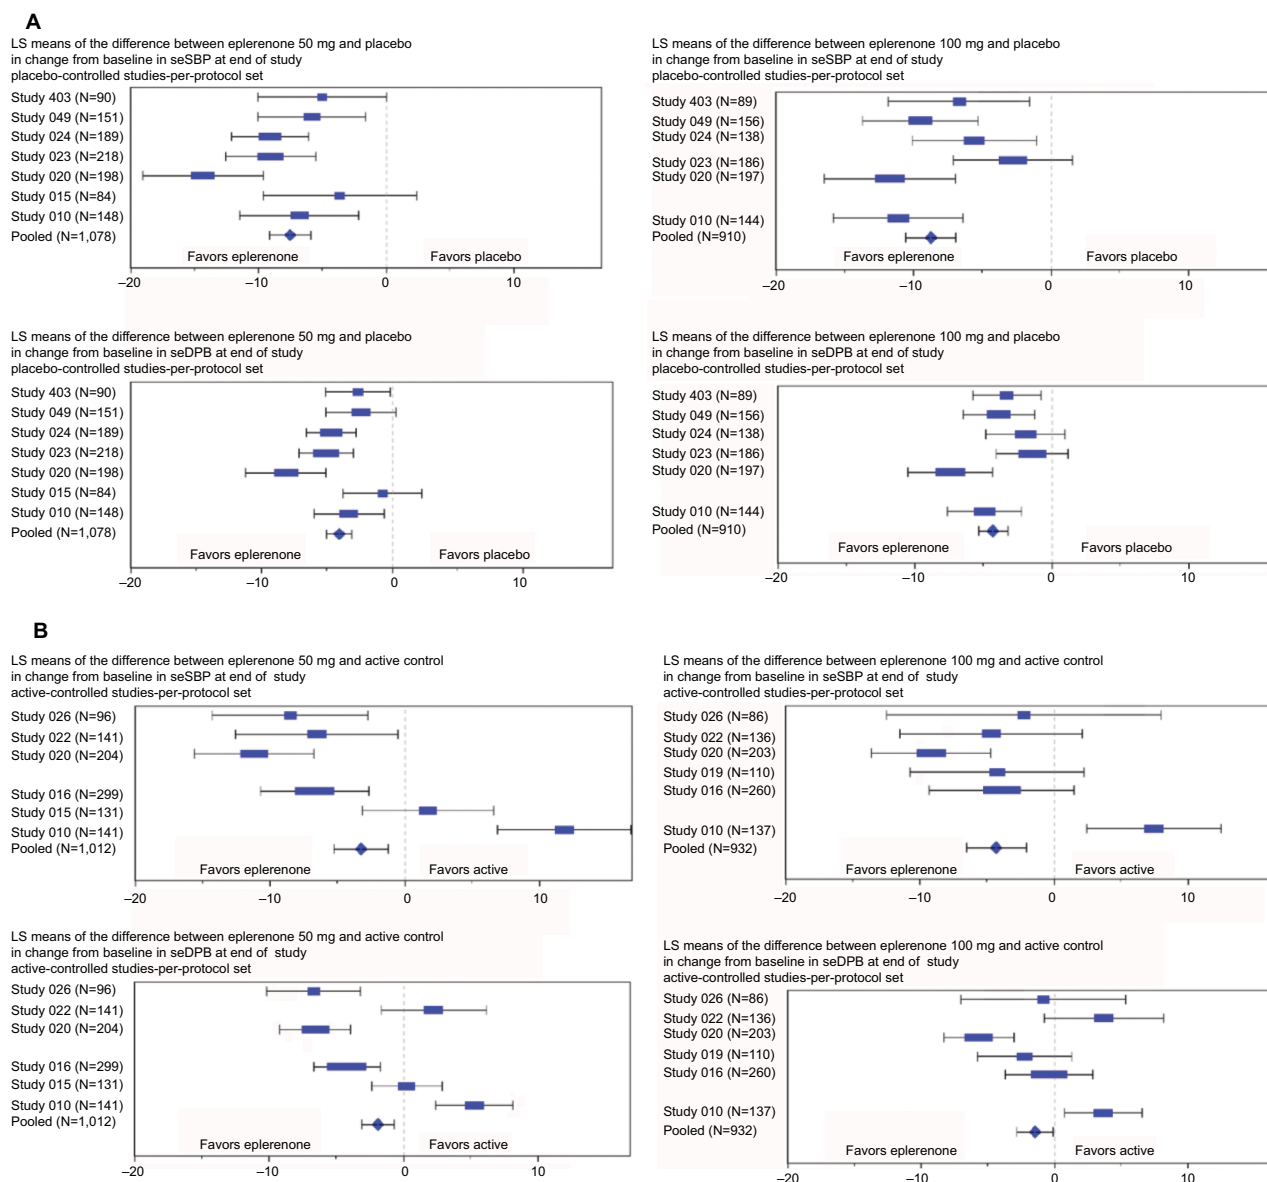 A
LS means of the difference between eplerenone 50 mg and placebo
in change from baseline in seSBP at end of study
placebo-controlled studies-per-protocol set
Study 403 (N=90)
Study 049 (N=151)
Study 024 (N=189)
Study 023 (N=218)
Study 020 (N=198)
Study 015 (N=84)
Study 010 (N=148)
Pooled (N=1,078)
Favors eplerenone
Favors placebo
–20
–10
0
10
LS means of the difference between eplerenone 100 mg and placebo
in change from baseline in seSBP at end of study
placebo-controlled studies-per-protocol set
Study 403 (N=89)
Study 049 (N=156)
Study 024 (N=138)
Study 023 (N=186)
Study 020 (N=197)
Study 010 (N=144)
Pooled (N=910)
Favors eplerenone
Favors placebo
–20
–10
0
10
LS means of the difference between eplerenone 50 mg and placebo
in change from baseline in seDPB at end of study
placebo-controlled studies-per-protocol set
Study 403 (N=90)
Study 049 (N=151)
Study 024 (N=189)
Study 023 (N=218)
Study 020 (N=198)
Study 015 (N=84)
Study 010 (N=148)
Pooled (N=1,078)
Favors eplerenone
Favors placebo
–20
–10
0
10
LS means of the difference between eplerenone 100 mg and placebo
in change from baseline in seDPB at end of study
placebo-controlled studies-per-protocol set
Study 403 (N=89)
Study 049 (N=156)
Study 024 (N=138)
Study 023 (N=186)
Study 020 (N=197)
Study 010 (N=144)
Pooled (N=910)
Favors eplerenone
Favors placebo
–20
–10
0
10
B
LS means of the difference between eplerenone 50 mg and active control
in change from baseline in seSBP at end of study
active-controlled studies-per-protocol set
Study 026 (N=96)
Study 022 (N=141)
Study 020 (N=204)
Study 016 (N=299)
Study 015 (N=131)
Study 010 (N=141)
Pooled (N=1,012)
Favors eplerenone
Favors active
–20
–10
0
10
LS means of the difference between eplerenone 100 mg and active control
in change from baseline in seSBP at end of study
active-controlled studies-per-protocol set
Study 026 (N=86)
Study 022 (N=136)
Study 020 (N=203)
Study 019 (N=110)
Study 016 (N=260)
Study 010 (N=137)
Pooled (N=932)
Favors eplerenone
Favors active
–20
–10
0
10
LS means of the difference between eplerenone 50 mg and active control
in change from baseline in seDPB at end of study
active-controlled studies-per-protocol set
Study 026 (N=96)
Study 022 (N=141)
Study 020 (N=204)
Study 016 (N=299)
Study 015 (N=131)
Study 010 (N=141)
Pooled (N=1,012)
Favors eplerenone
Favors active
–20
–10
0
10
LS means of the difference between eplerenone 100 mg and active control
in change from baseline in seDPB at end of study
active-controlled studies-per-protocol set
Study 026 (N=86)
Study 022 (N=136)
Study 020 (N=203)
Study 019 (N=110)
Study 016 (N=260)
Study 010 (N=137)
Pooled (N=932)
Favors eplerenone
Favors active
–20
–10
0
10